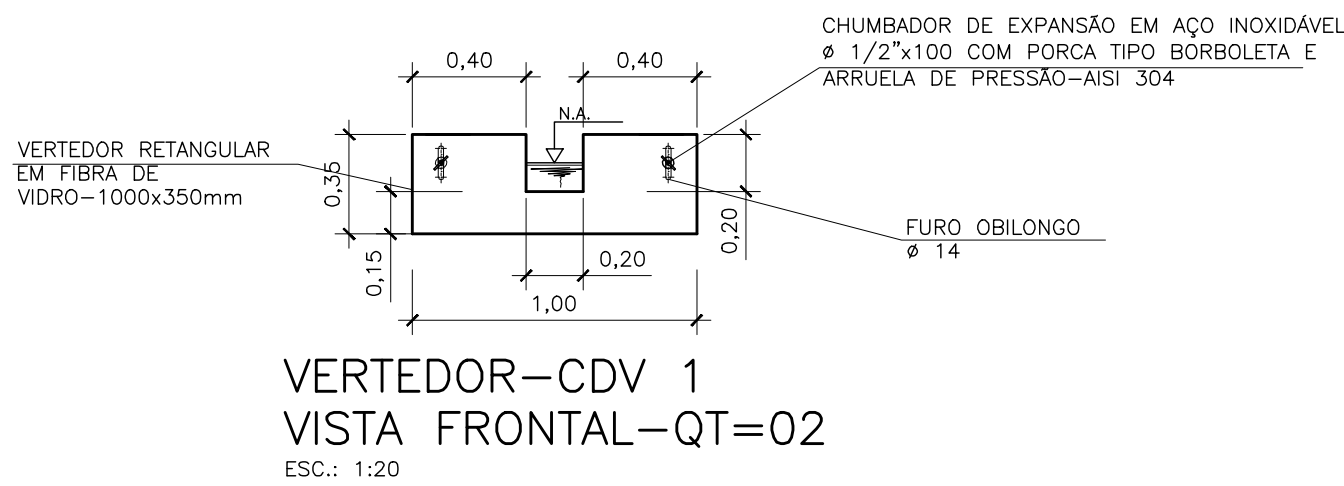 CHUMBADOR DE EXPANSÃO EM AÇO INOXIDÁVEL
ø 1/2"x100 COM PORCA TIPO BORBOLETA E
ARRUELA DE PRESSÃO-AISI 304
0,40
0,40
N.A.
VERTEDOR RETANGULAR
EM FIBRA DE
VIDRO-1000x350mm
0,35
0,15
0,20
0,20
1,00
FURO OBILONGO
ø 14
VERTEDOR-CDV 1
VISTA FRONTAL-QT=02
ESC.: 1:20